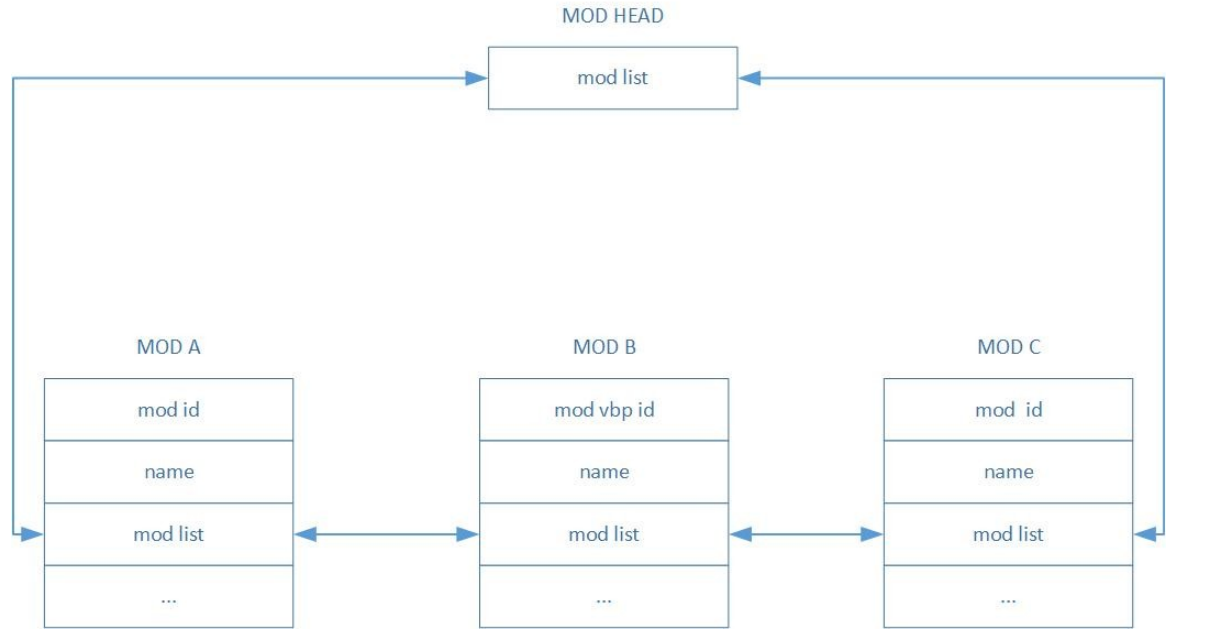 MOD HEAD
mod list
MOD A
MOD B
MOD C
mod id
mod vbp id
mod id
name
name
name
mod list
mod list
mod list
...
...
...